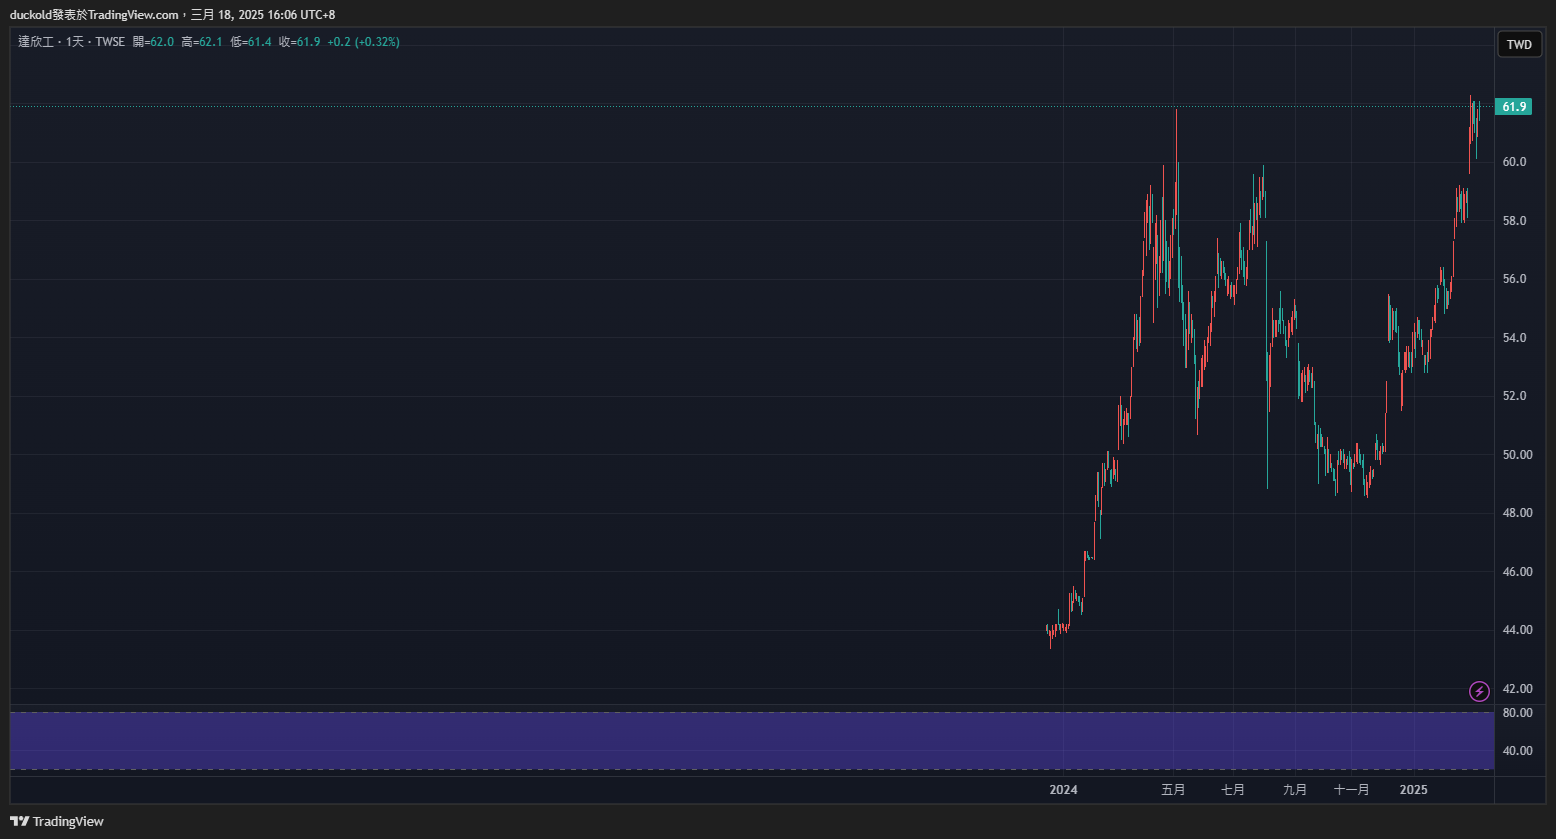 duckold發表於TradingView.com，三月 18, 2025 16:06 UTC+8
達欣工・1天・TWSE 開=62.0 高=62.1 低=61.4 收=61.9 +0.2 (+0.32%)
TWD
61.9
60.0
58.0
56.0
54.0
52.0
50.00
48.00
46.00
44.00
42.00
80.00
40.00
2024 五月 七月 九月 十一月 2025
TradingView